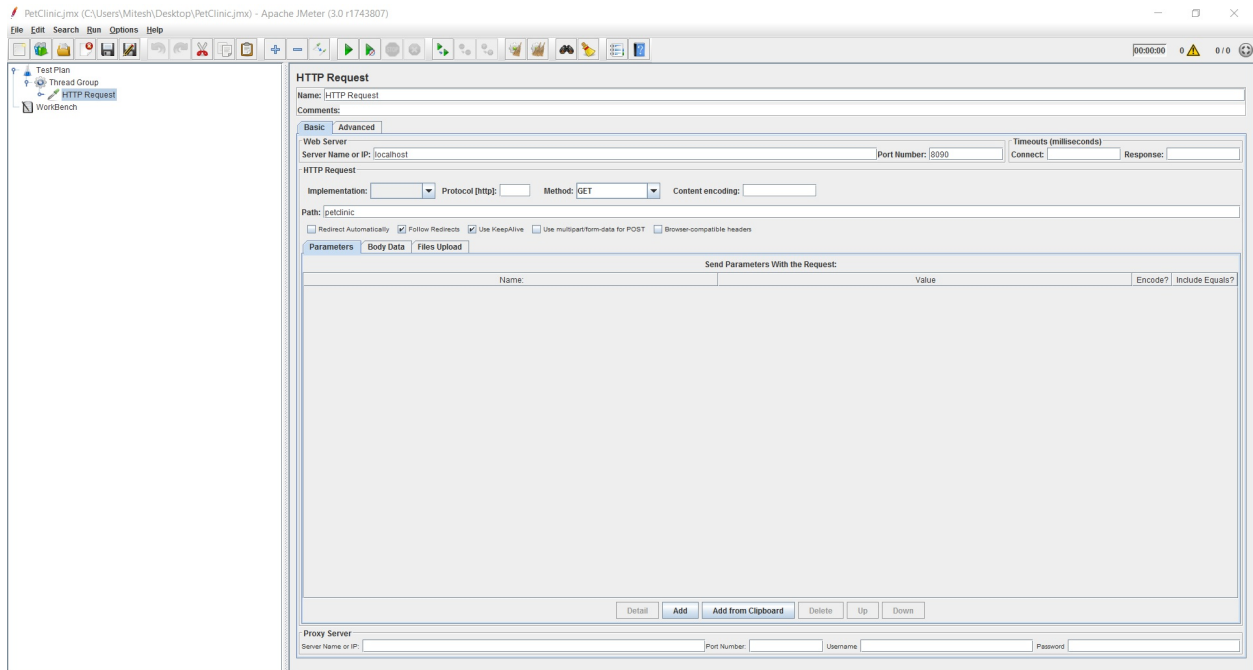 PetClinic.jmx (C:\Users\Mitesh\Desktop\PetClinic.jmx) - Apache JMeter (3.0 r1743807)
File Edit Search Run Options Help
00:00:00 0 0 / 0
Test Plan
Thread Group
HTTP Request
WorkBench
HTTP Request
Name: HTTP Request
Comments:
Basic Advanced
Web Server Timeouts (milliseconds)
Server Name or IP: localhost Port Number: 8090 Connect: Response:
HTTP Request
Implementation: Protocol [http]: Method: GET Content encoding:
Path: petclinic
Redirect Automatically Follow Redirects Use KeepAlive Use multipart/form-data for POST Browser-compatible headers
Parameters Body Data Files Upload
Send Parameters With the Request:
Name: Value Encode? Include Equals?
Detail Add Add from Clipboard Delete Up Down
Proxy Server
Server Name or IP: Port Number: Username Password